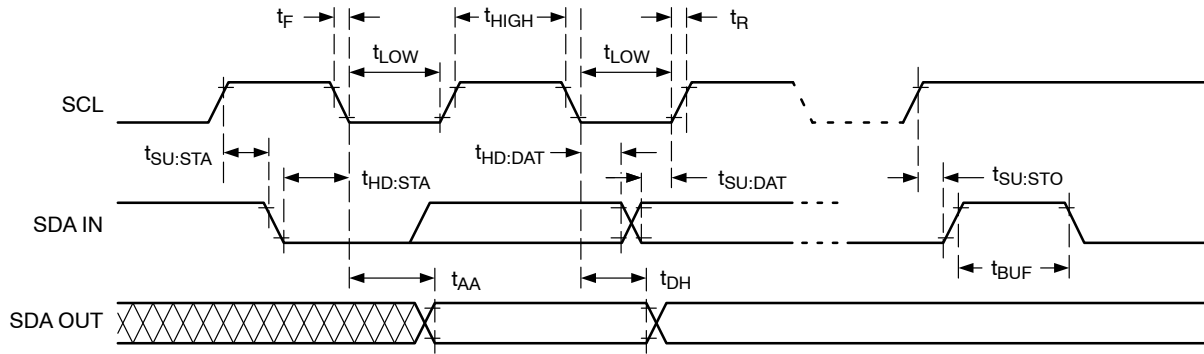 tF
tHIGH
tR
tLOW
tLOW
SCL
tSU:STA
tHD:STA
tHD:DAT
tSU:DAT
tSU:STO
SDA IN
tAA
tDH
tBUF
SDA OUT